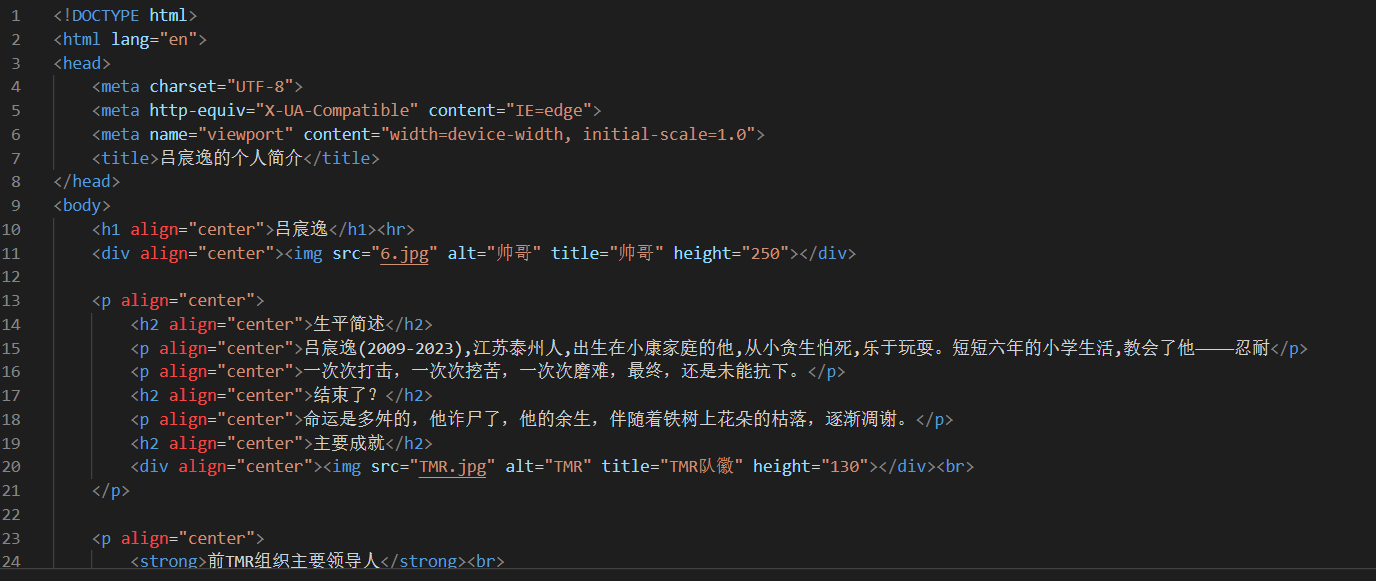 1 <!DOCTYPE html>
2 <html lang="en">
3 <head>
4 <meta charset="UTF-8">
5 <meta http-equiv="X-UA-Compatible" content="IE=edge">
6 <meta name="viewport" content="width=device-width, initial-scale=1.0">
7 <title>吕宸逸的个人简介</title>
8 </head>
9 <body>
10 <h1 align="center">吕宸逸</h1><hr>
11 <div align="center"><img src="6.jpg" alt="帅哥" title="帅哥" height="250"></div>
12
13 <p align="center">
14 <h2 align="center">生平简述</h2>
15 <p align="center">吕宸逸(2009-2023),江苏泰州人,出生在小康家庭的他,从小贪生怕死,乐于玩耍。短短六年的小学生活,教会了他————忍耐</p>
16 <p align="center">一次次打击，一次次挖苦，一次次磨难，最终，还是未能抗下。</p>
17 <h2 align="center">结束了？</h2>
18 <p align="center">命运是多舛的，他诈尸了，他的余生，伴随着铁树上花朵的枯落，逐渐凋谢。</p>
19 <h2 align="center">主要成就</h2>
20 <div align="center"><img src="TMR.jpg" alt="TMR" title="TMR队徽" height="130"></div><br>
21 </p>
22
23 <p align="center">
24 <strong>前TMR组织主要领导人</strong><br>